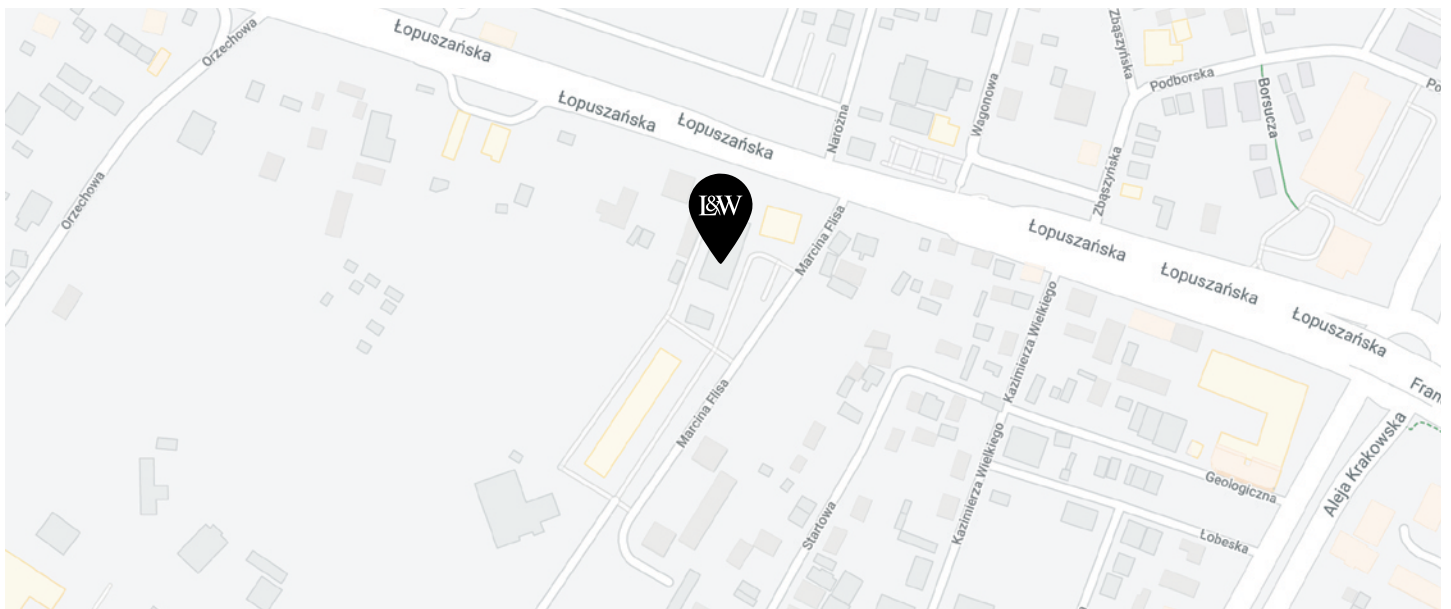 Łopuszańska
Orzechowa
Zbąszyńska
Podborska
Borsucza
Łopuszańska
Łopuszańska
Narożna
Wagonowa
Orzechowa
L&W
Zbąszyńska
Marcina Flisa
Łopuszańska
Łopuszańska
Łopuszańska
Kazimierza Wielkiego
Marcina Flisa
Aleja Krakowska
Kazimierza Wielkiego
Geologiczna
Startowa
Łobeska